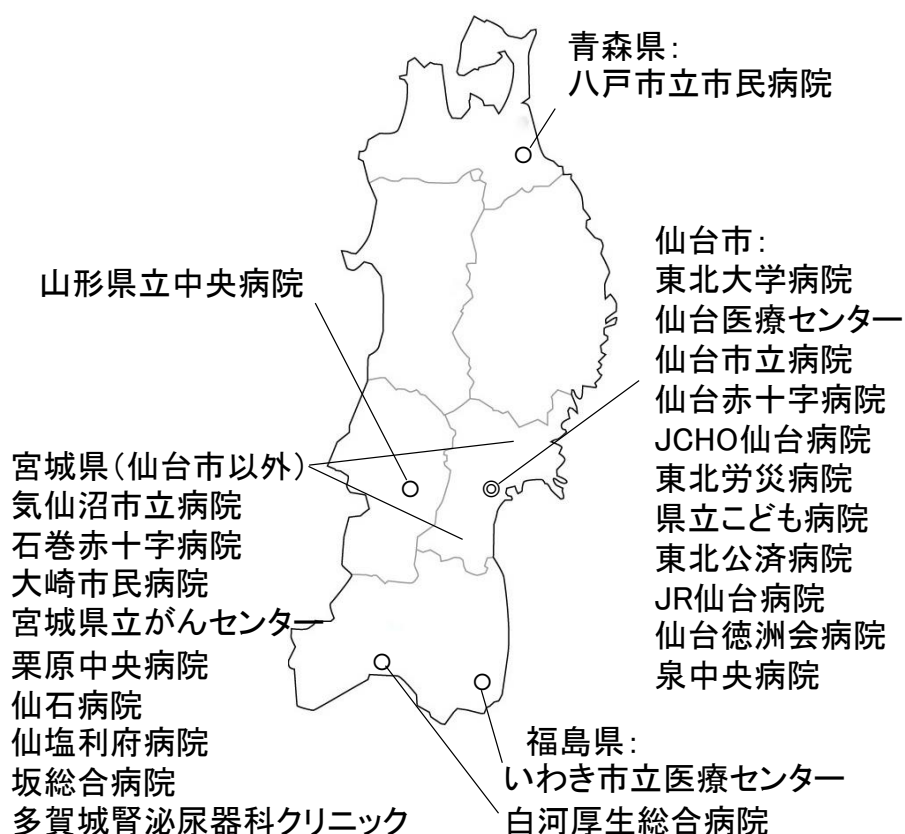 青森県：
八戸市立市民病院
仙台市：
東北大学病院
仙台医療センター
仙台市立病院
仙台赤十字病院
JCHO仙台病院
東北労災病院
県立こども病院
東北公済病院
JR仙台病院
仙台徳洲会病院
泉中央病院
山形県立中央病院
宮城県（仙台市以外）
気仙沼市立病院
石巻赤十字病院
大崎市民病院
宮城県立がんセンター
栗原中央病院
仙石病院
仙塩利府病院
坂総合病院
多賀城腎泌尿器科クリニック
福島県：
いわき市立医療センター
白河厚生総合病院